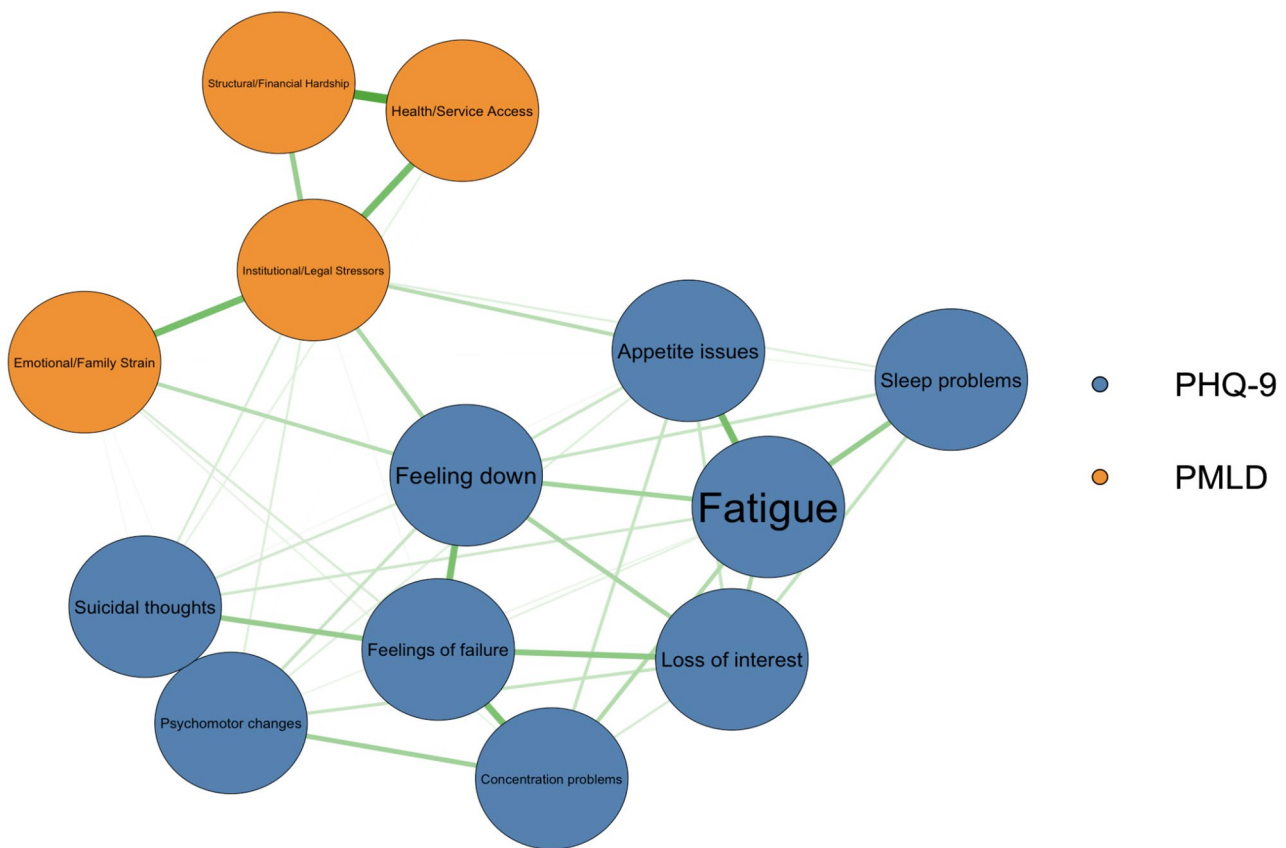 Structural/Financial Hardship
Health/Service Access
Institutional/Legal Stressors
Emotional/Family Strain
Appetite issues
Sleep problems
PHQ-9
PMLD
Feeling down
Fatigue
Suicidal thoughts
Feelings of failure
Loss of interest
Psychomotor changes
Concentration problems